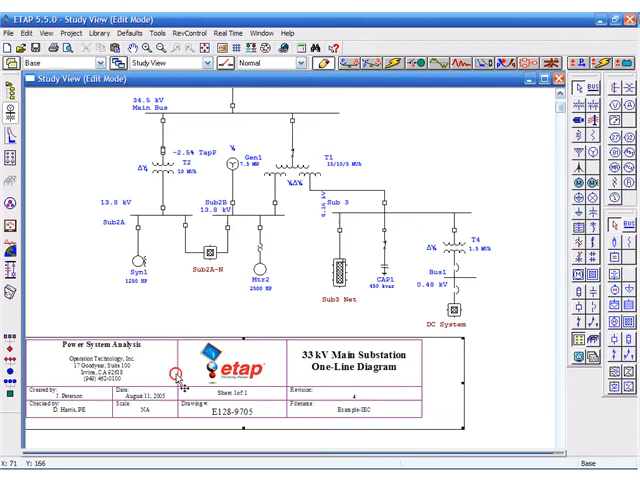 ETAP 5.5.0 - Study View (Edit Mode)
File Edit View Project Library Defaults Tools RevControl Real Time Window Help
Base
Study View
Normal
Study View (Edit Mode)
34.5 kV
Main Bus
-2.5% TapP
T2
10 MVA
Gen1
7.5 MW
T1
15/10/5 MVA
13.8 kV
Sub2A
Sub2B
13.8 kV
4.16 kV
Sub 3
Syn1
1250 HP
Sub2A-N
Mtr2
2500 HP
Sub3 Net
CAP1
450 kvar
T4
1.5 MVA
Bus1
0.48 kV
DC System
BUS
BUS
Power System Analysis
Operation Technology, Inc.
17 Goodyear, Suite 100
Irvine, CA 92618
(949) 462-0100
etap
33 kV Main Substation
One-Line Diagram
Created by:
J. Peterson
Date:
August 11, 2005
Sheet 1of 1
Revision:
4
Checked by:
D. Harris, PE
Scale:
NA
Drawing #:
E128-9705
Filename:
Example-IEC
X: 71 Y: 166
Base